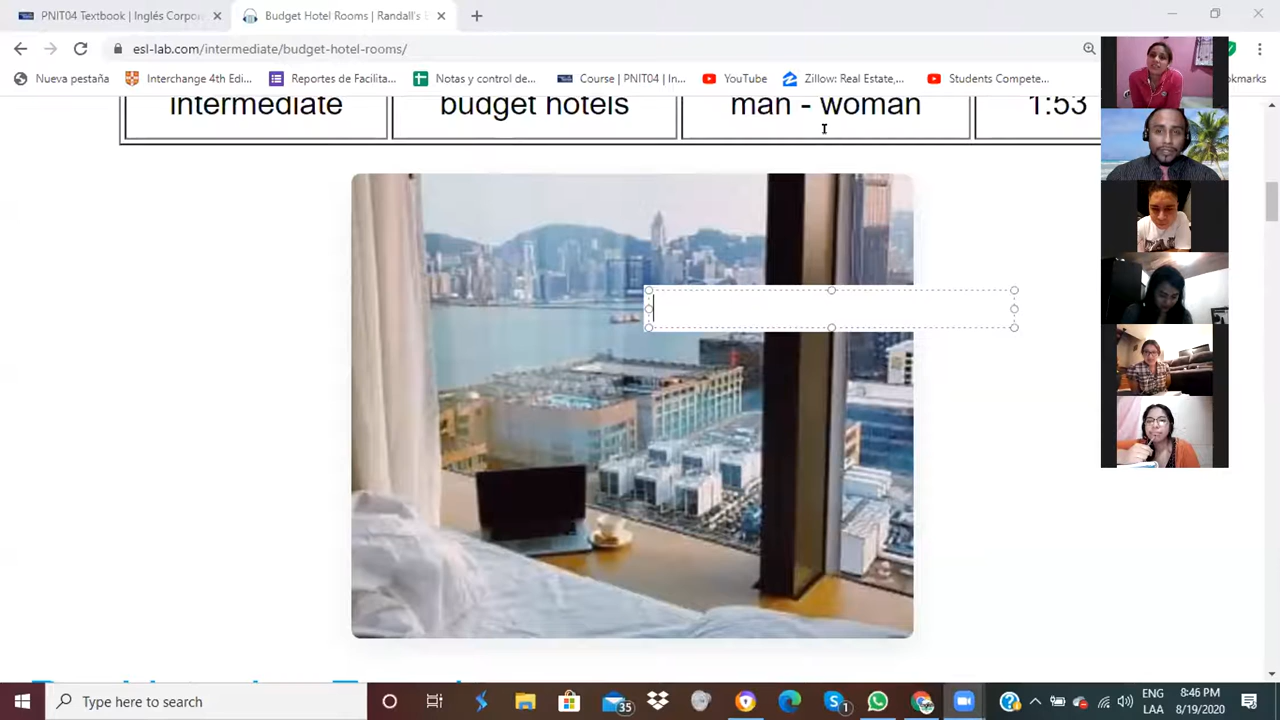 PNIT04 Textbook | Inglés Corpor
Budget Hotel Rooms | Randall's E
esl-lab.com/intermediate/budget-hotel-rooms/
Nueva pestaña
Interchange 4th Edi...
Reportes de Facilita...
Notas y control de...
Course | PNIT04 | In...
YouTube
Zillow: Real Estate,...
Students Compete...
okmarks
intermediate
budget hotels
man - woman
1:53
Type here to search
35
1
ENG
LAA
8:46 PM
8/19/2020